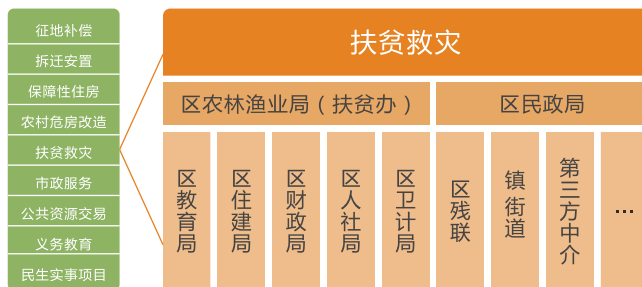 征地补偿
拆迁安置
保障性住房
农村危房改造
扶贫救灾
市政服务
公共资源交易
义务教育
民生实事项目
扶贫救灾
区农林渔业局（扶贫办）
区民政局
区教育局
区住建局
区财政局
区人社局
区卫计局
区残联
镇街道
第三方中介
...